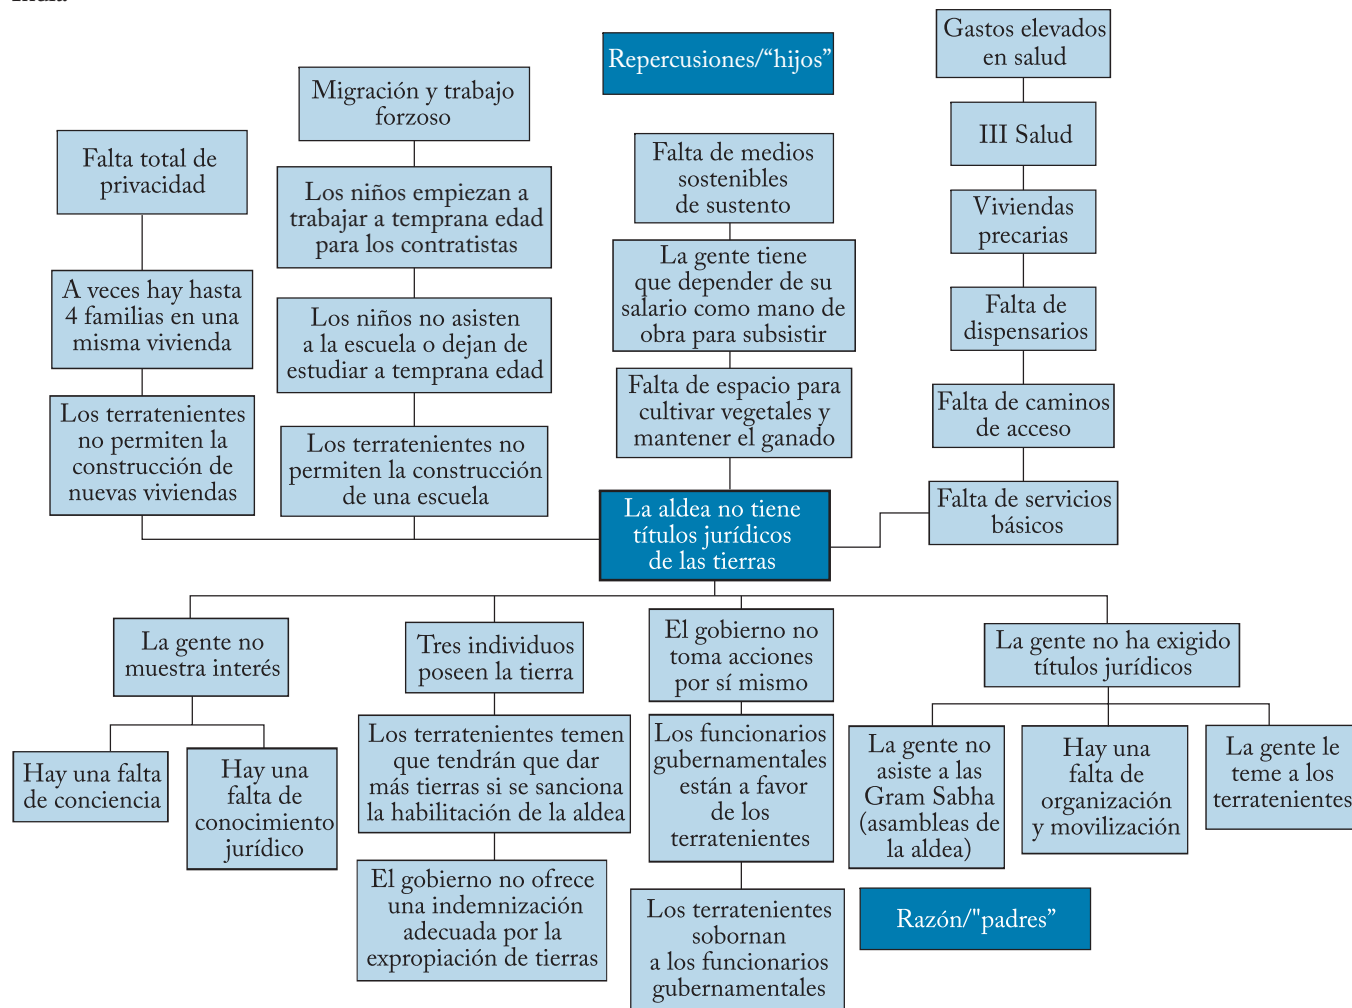 Gastos elevados
en salud
Repercusiones/“hijos”
Migración y trabajo
forzoso
III Salud
Falta total de
privacidad
Falta de medios
sostenibles
de sustento
Los niños empiezan a
trabajar a temprana edad
para los contratistas
Viviendas
precarias
La gente tiene
que depender de su
salario como mano de
obra para subsistir
A veces hay hasta
4 familias en una
misma vivienda
Los niños no asisten
a la escuela o dejan de
estudiar a temprana edad
Falta de
dispensarios
Falta de espacio para
cultivar vegetales y
mantener el ganado
Falta de caminos
de acceso
Los terratenientes
no permiten la
construcción de
nuevas viviendas
Los terratenientes no
permiten la construcción
de una escuela
La aldea no tiene
títulos jurídicos
de las tierras
Falta de servicios
básicos
La gente no
muestra interés
Tres individuos
poseen la tierra
El gobierno no
toma acciones
por sí mismo
La gente no ha exigido
títulos jurídicos
Hay una falta
de conciencia
Hay una
falta de
conocimiento
jurídico
Los terratenientes temen
que tendrán que dar
más tierras si se sanciona
la habilitación de la aldea
Los funcionarios
gubernamentales
están a favor
de los
terratenientes
La gente no
asiste a las
Gram Sabha
(asambleas de
la aldea)
Hay una
falta de
organización
y movilización
La gente le
teme a los
terratenientes
El gobierno no ofrece
una indemnización
adecuada por la
expropiación de tierras
Los terratenientes
sobornan
a los funcionarios
gubernamentales
Razón/"padres”